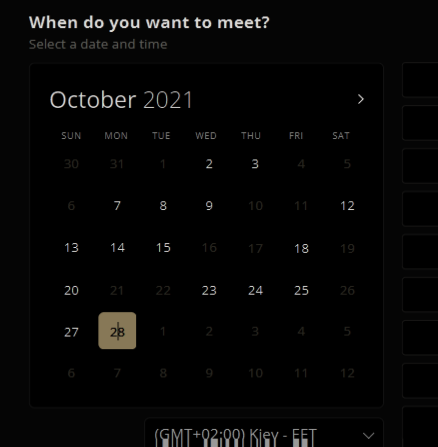 When do you want to meet?
Select a date and time
October 2021
SUN MON TUE WED THU FRI SAT
30 31 1 2 3 4 5
6 7 8 9 10 11 12
13 14 15 16 17 18 19
20 21 22 23 24 25 26
27 28 1 2 3 4 5
6 7 8 9 10 11 12
(GMT+02:00) Kiev - EET